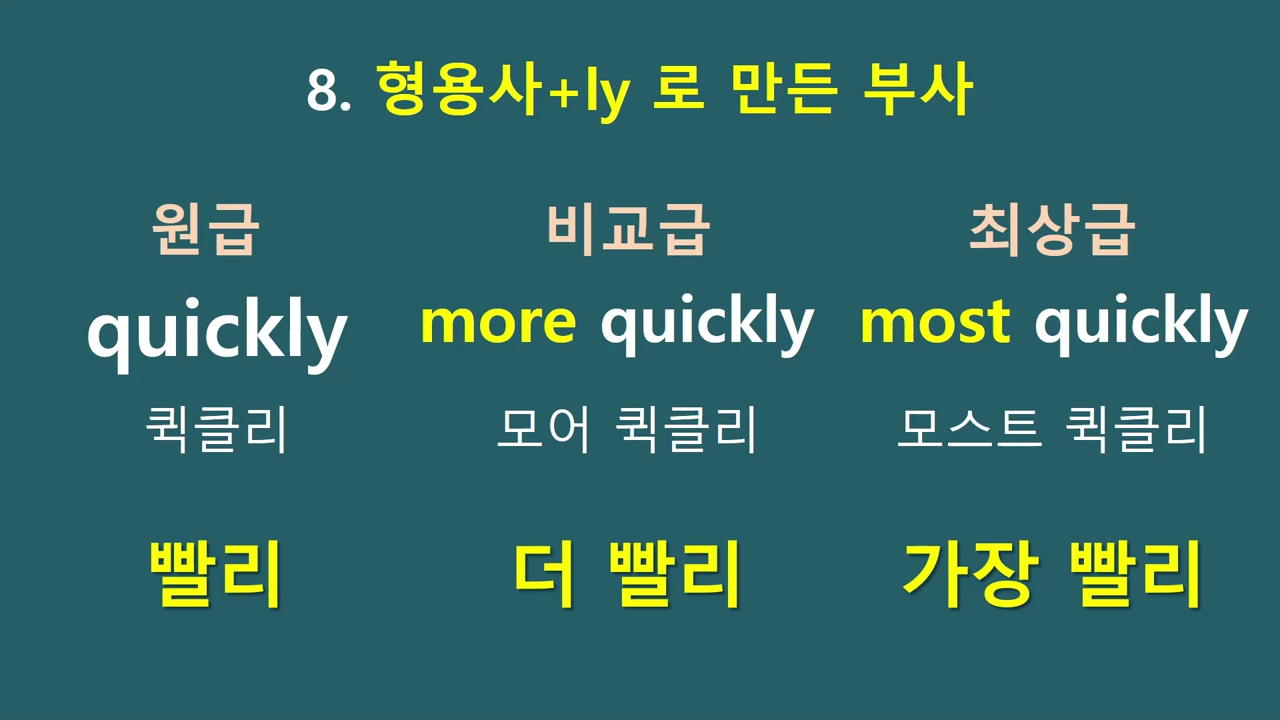 8. 형용사+ly 로 만든 부사
원급 비교급 최상급
quickly more quickly most quickly
퀵클리 모어 퀵클리 모스트 퀵클리
빨리 더 빨리 가장 빨리